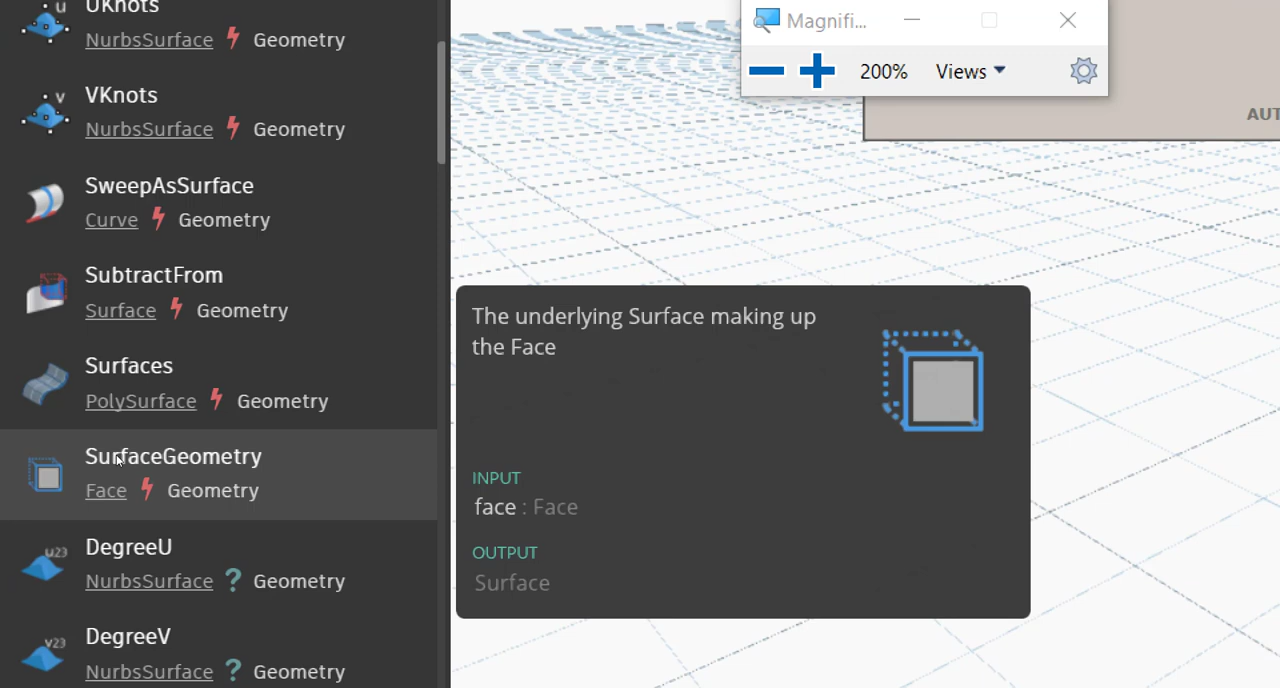 UKnots
NurbsSurface Geometry
VKnots
NurbsSurface Geometry
SweepAsSurface
Curve Geometry
SubtractFrom
Surface Geometry
Surfaces
PolySurface Geometry
SurfaceGeometry
Face Geometry
DegreeU
NurbsSurface ? Geometry
DegreeV
NurbsSurface ? Geometry
Magnifi...
200% Views
AUT
The underlying Surface making up
the Face
INPUT
face : Face
OUTPUT
Surface